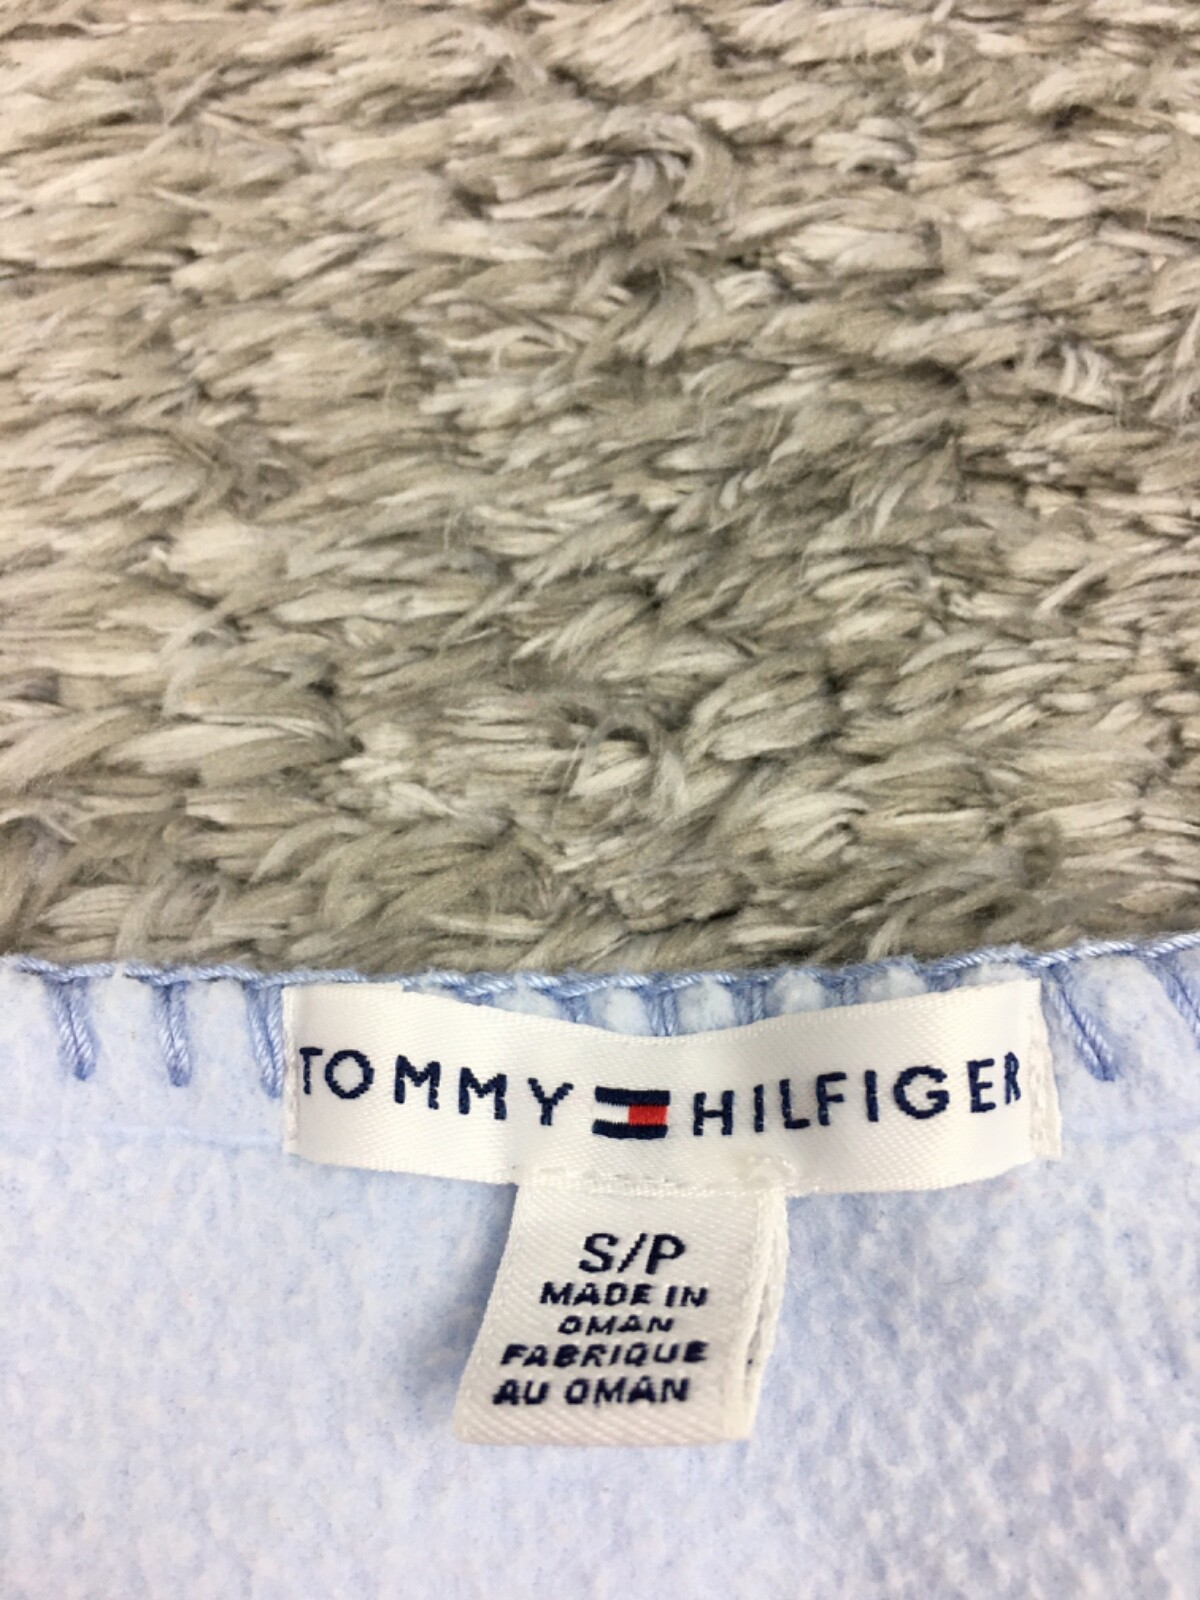 TOMMY HILFIGER
S/P
MADE IN
OMAN
FABRIQUE
AU OMAN